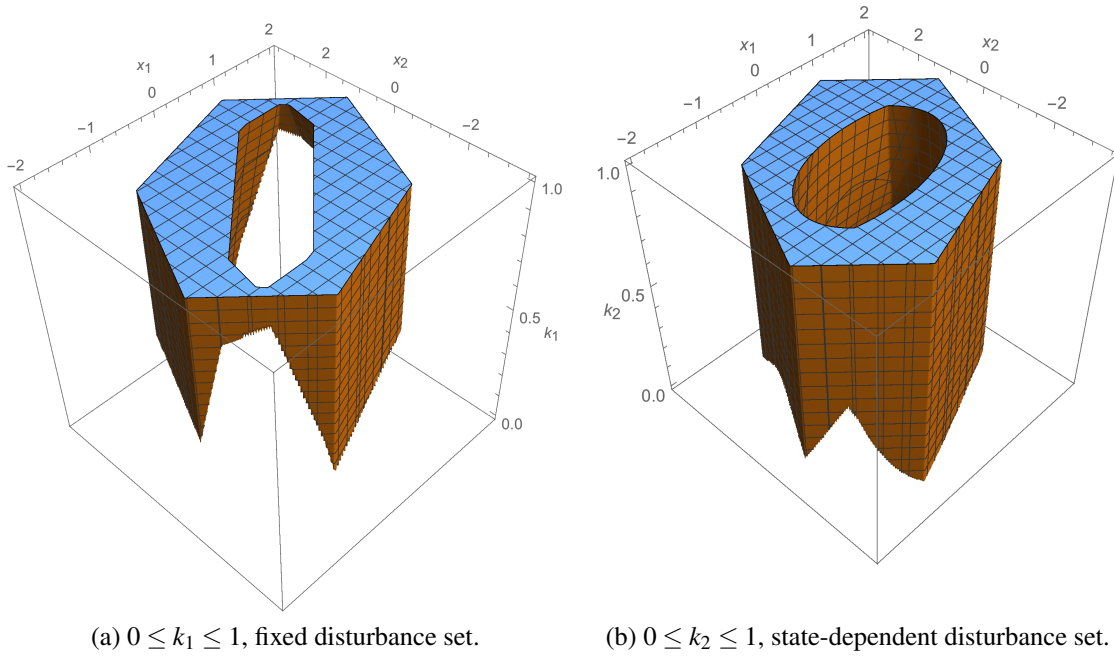 2
x1
1
2
x2
0
0
−1
−2
−2
1.0
0.5
k1
0.0
(a) 0 ≤ k1 ≤ 1, fixed disturbance set.
2
x1
1
2
x2
0
0
−1
−2
−2
1.0
0.5
k2
0.0
(b) 0 ≤ k2 ≤ 1, state-dependent disturbance set.